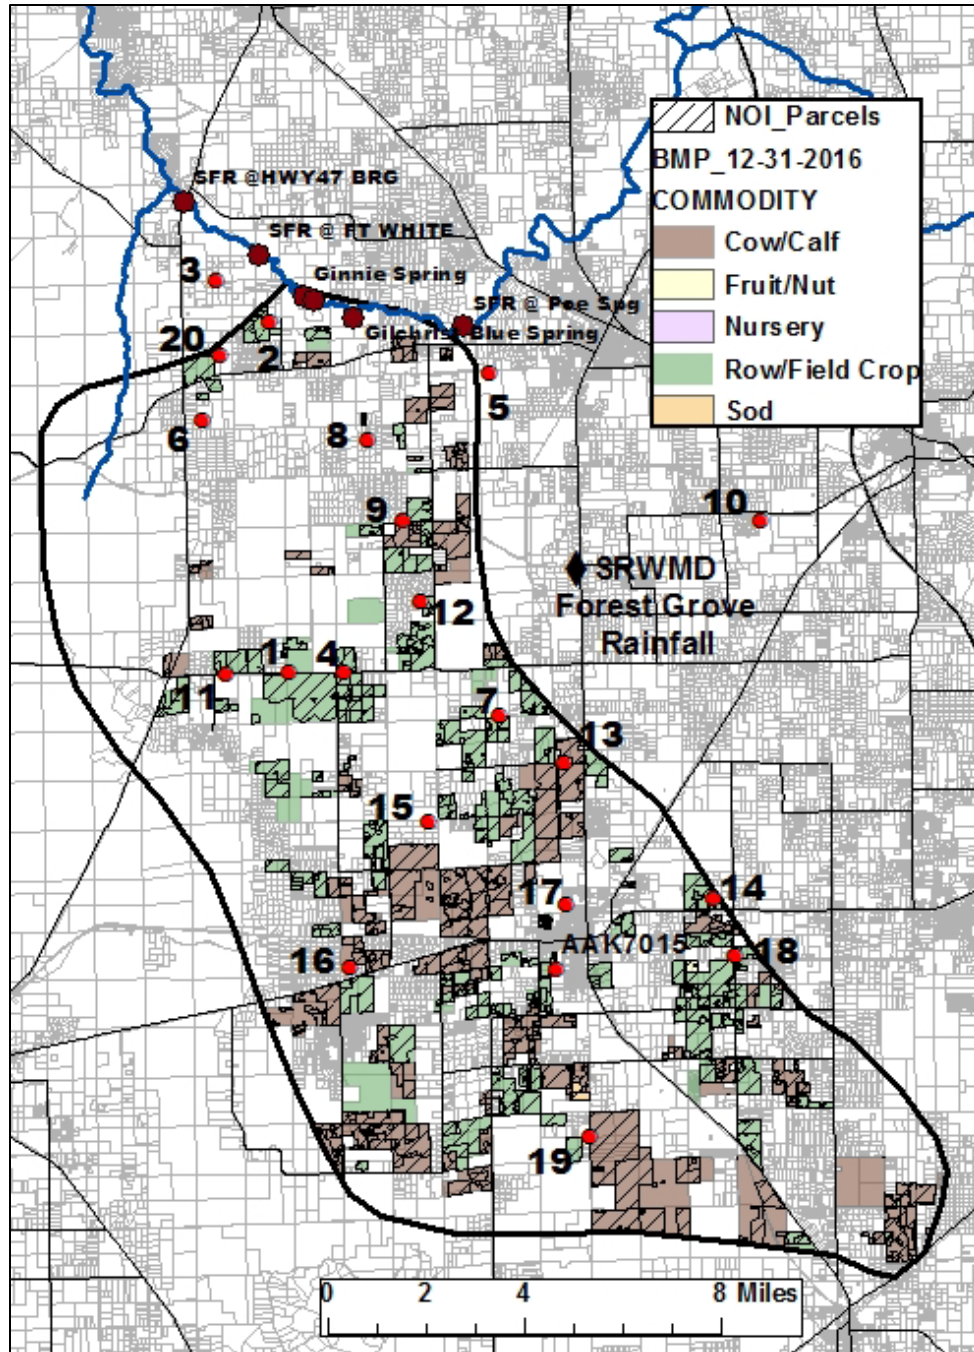 NOI_Parcels
BMP_12-31-2016
COMMODITY
Cow/Calf
Fruit/Nut
Nursery
Row/Field Crop
Sod
SFR @HWY47 BRG
SFR @ FT WHITE
3
Ginnie Spring
SFR @ Poe Spg
20
2
Gilchrist Blue Spring
5
6
8
9
10
SRWMD
Forest Grove
Rainfall
12
1
4
11
7
13
15
17
14
AAK7015
18
16
19
0 2 4 8 Miles